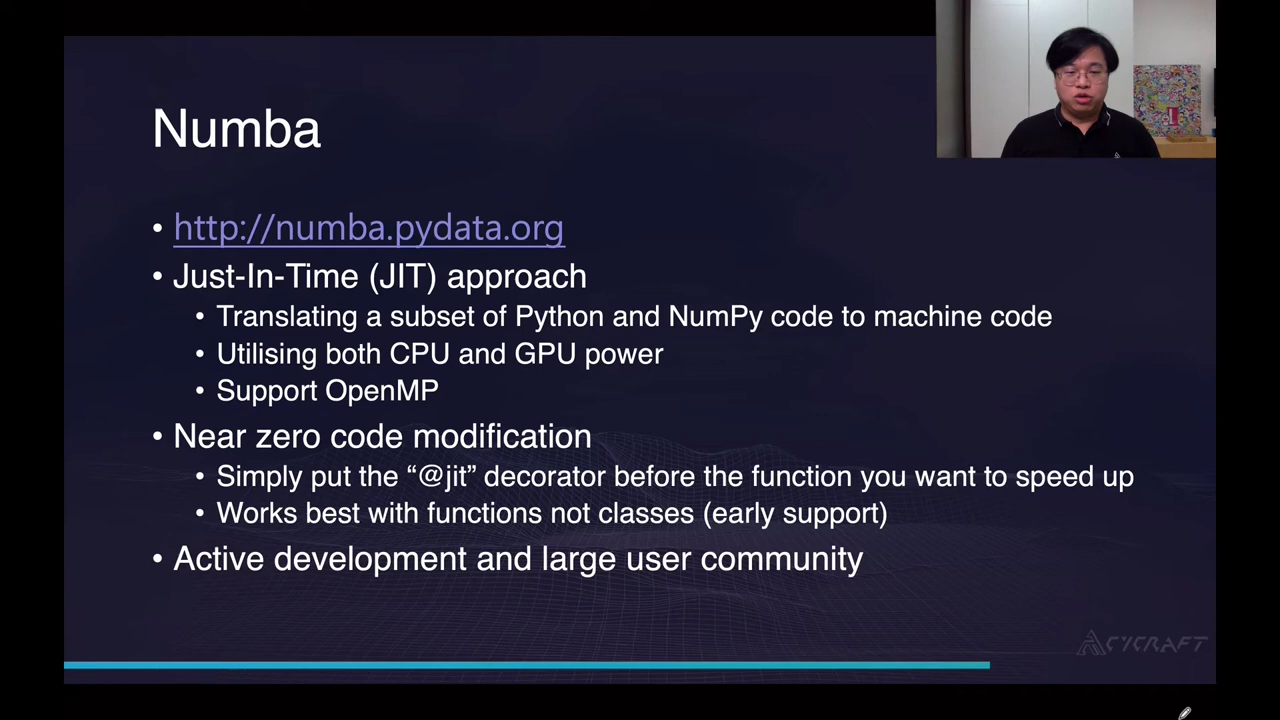 Numba
• http://numba.pydata.org
• Just-In-Time (JIT) approach
• Translating a subset of Python and NumPy code to machine code
• Utilising both CPU and GPU power
• Support OpenMP
• Near zero code modification
• Simply put the “@jit” decorator before the function you want to speed up
• Works best with functions not classes (early support)
• Active development and large user community
CYCRAFT